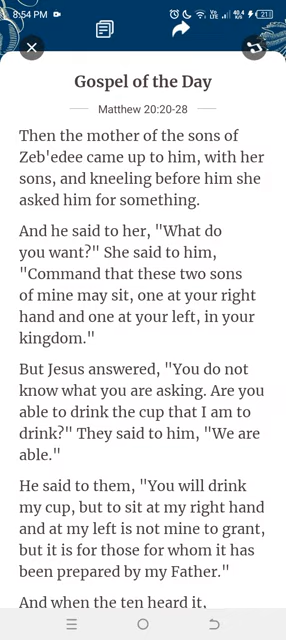 8:54 PM
Vo LTE 4G 40.4 K/s 21
Gospel of the Day
Matthew 20:20-28
Then the mother of the sons of
Zeb'edee came up to him, with her
sons, and kneeling before him she
asked him for something.
And he said to her, "What do
you want?" She said to him,
"Command that these two sons
of mine may sit, one at your right
hand and one at your left, in your
kingdom."
But Jesus answered, "You do not
know what you are asking. Are you
able to drink the cup that I am to
drink?" They said to him, "We are
able."
He said to them, "You will drink
my cup, but to sit at my right hand
and at my left is not mine to grant,
but it is for those for whom it has
been prepared by my Father."
And when the ten heard it,